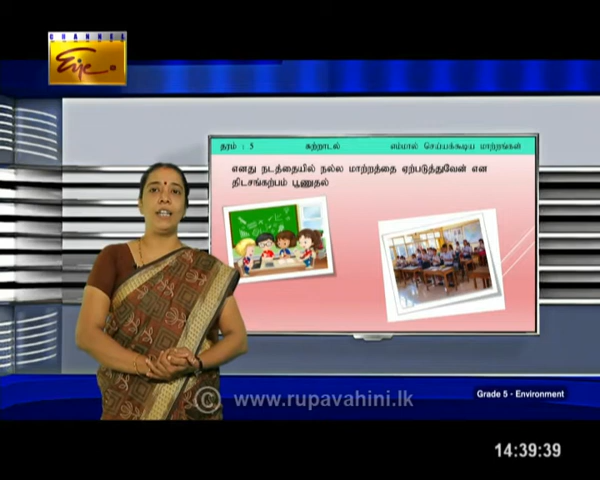 CHANNEL
Eye
தரம் : 5 சுற்றாடல் எம்மால் செய்யக்கூடிய மாற்றங்கள்
எனது நடத்தையில் நல்ல மாற்றத்தை ஏற்படுத்துவேன் என
திடசங்கற்பம் பூணுதல்
© www.rupavahini.lk
Grade 5 - Environment
14:39:39